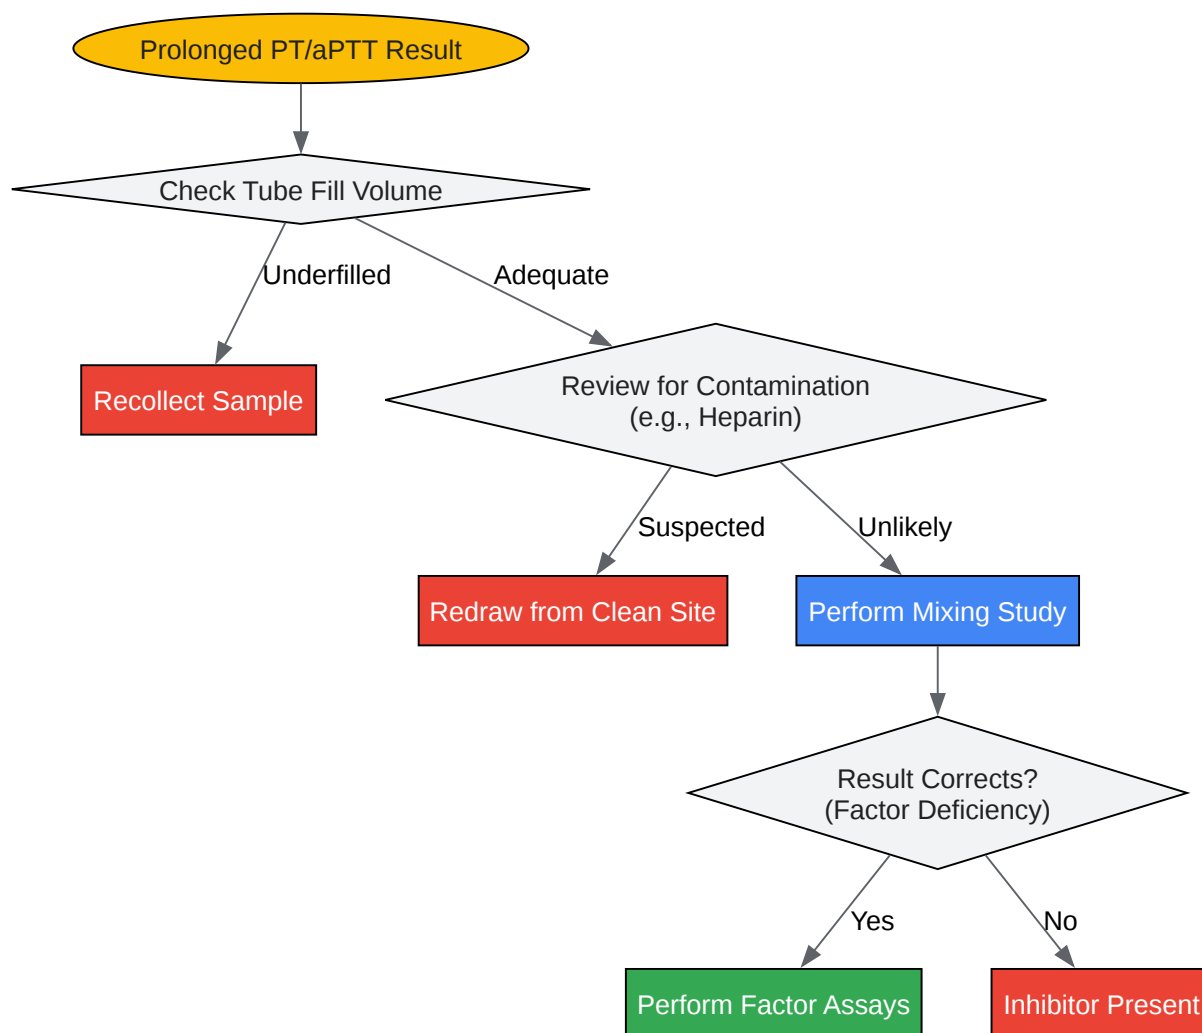 Prolonged PT/aPTT Result
Check Tube Fill Volume
Underfilled
Adequate
Recollect Sample
Review for Contamination
(e.g., Heparin)
Suspected
Unlikely
Redraw from Clean Site
Perform Mixing Study
Result Corrects?
(Factor Deficiency)
Yes
No
Perform Factor Assays
Inhibitor Present